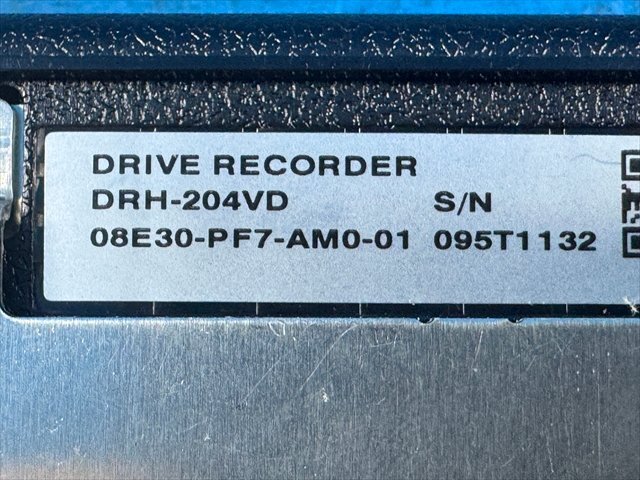 DRIVE RECORDER
DRH-204VD S/N
08E30-PF7-AM0-01 095T1132